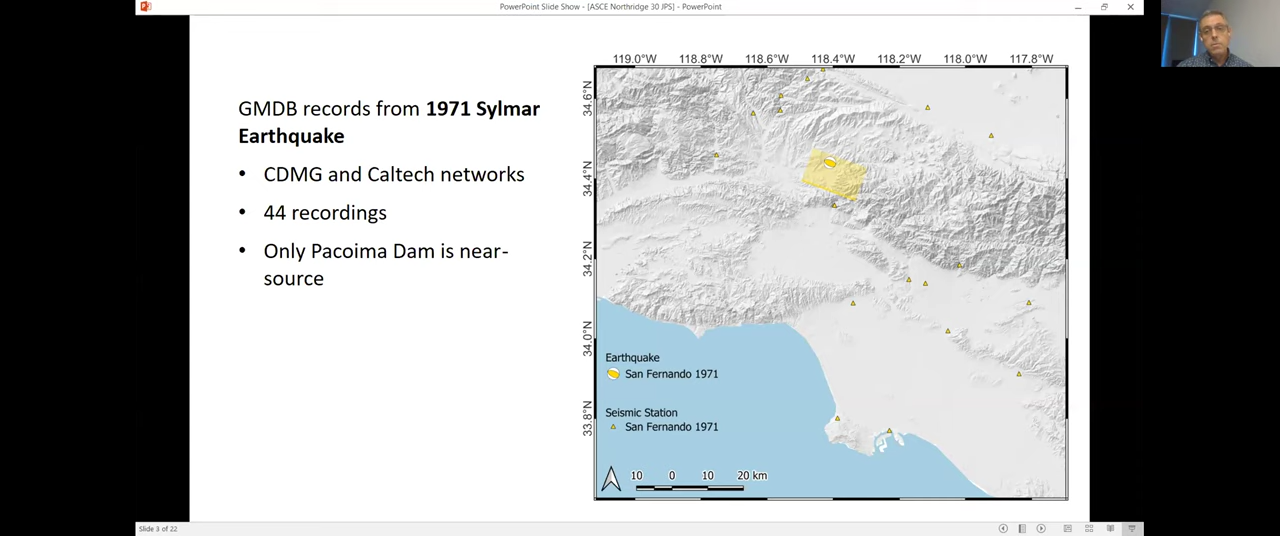 PowerPoint Slide Show - [ASCE Northridge 30 JPS] - PowerPoint
GMDB records from 1971 Sylmar
Earthquake
• CDMG and Caltech networks
• 44 recordings
• Only Pacoima Dam is near-
source
119.0°W 118.8°W 118.6°W 118.4°W 118.2°W 118.0°W 117.8°W
34.6°N
34.4°N
34.2°N
34.0°N
33.8°N
Earthquake
San Fernando 1971
Seismic Station
San Fernando 1971
10 0 10 20 km
Slide 3 of 22